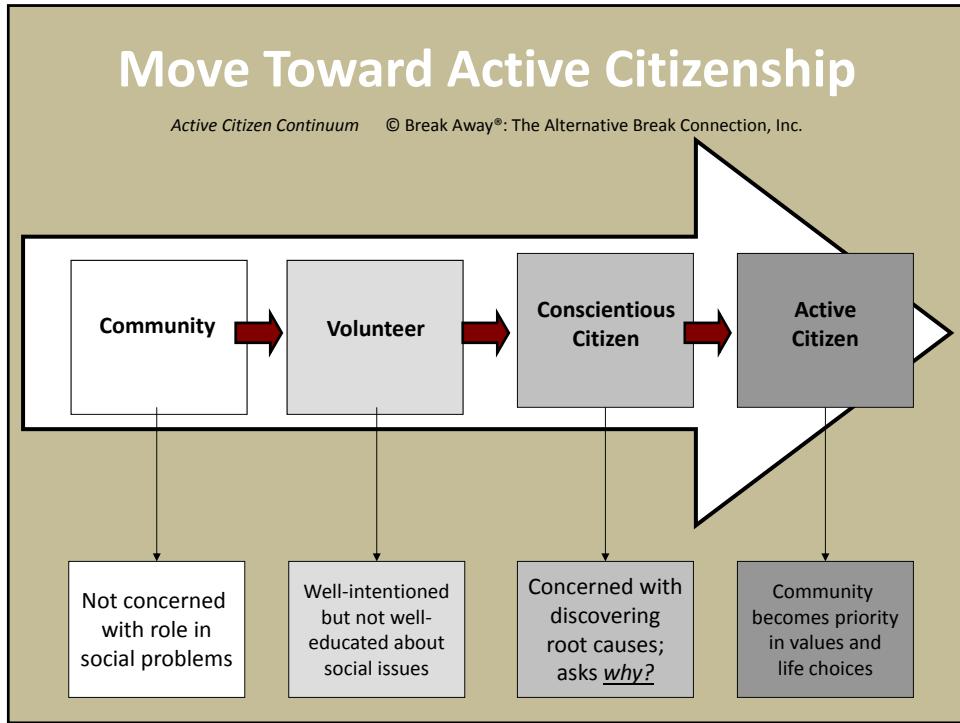 Move Toward Active Citizenship
Active Citizen Continuum © Break Away®: The Alternative Break Connection, Inc.
Community
Volunteer
Conscientious
Citizen
Active
Citizen
Not concerned
with role in
social problems
Well-intentioned
but not well-
educated about
social issues
Concerned with
discovering
root causes;
asks why?
Community
becomes priority
in values and
life choices